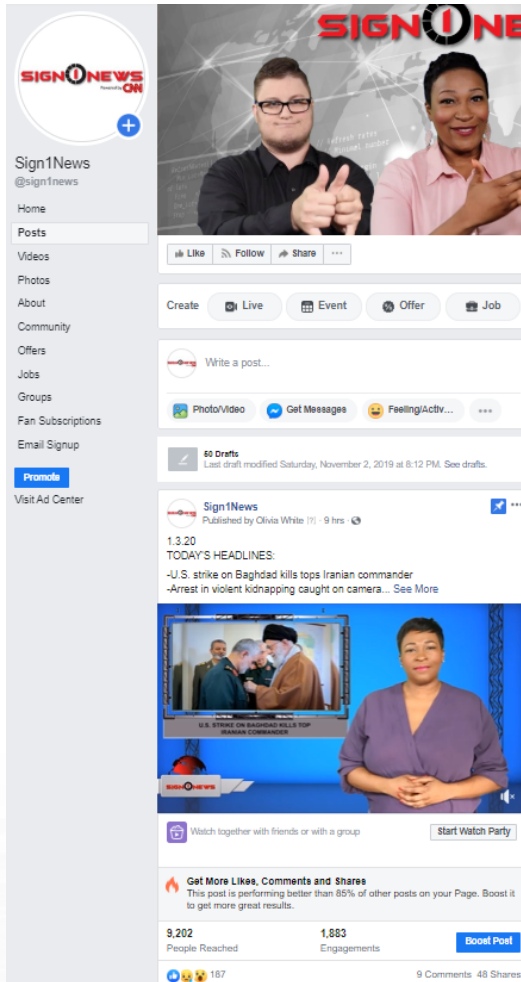 SIGN1NE
SIGN1NEWS
Powered by CNN
Sign1News
@sign1news
Home
Posts
Videos
Photos
About
Community
Offers
Jobs
Groups
Fan Subscriptions
Email Signup
Promote
Visit Ad Center
Like Follow Share ...
Create Live Event Offer Job
Write a post...
Photo/Video Get Messages Feeling/Activ... ...
50 Drafts
Last draft modified Saturday, November 2, 2019 at 8:12 PM. See drafts.
Sign1News
Published by Olivia White [?] · 9 hrs ·
1.3.20
TODAY'S HEADLINES:
-U.S. strike on Baghdad kills tops Iranian commander
-Arrest in violent kidnapping caught on camera... See More
U.S. STRIKE ON BAGHDAD KILLS TOP
IRANIAN COMMANDER
SIGN1NEWS
Watch together with friends or with a group Start Watch Party
Get More Likes, Comments and Shares
This post is performing better than 85% of other posts on your Page. Boost it
to get more great results.
9,202 1,883
People Reached Engagements Boost Post
187 9 Comments 48 Shares